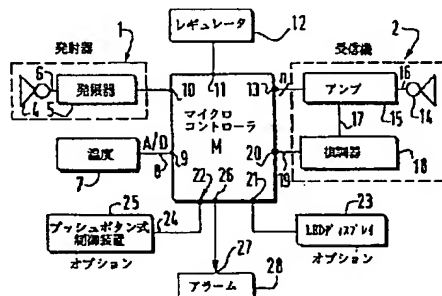 レギュレータ
12
発射器
1
受信機
2
6
発振器
4
5
10
11
13
n
アンプ
16
14
15
17
マイクロ
コントローラ
M
温度
7
A/D
8
9
20
19
復調器
18
22
26
21
25
プッシュボタン式
制御装置
24
オプション
23
LEDディスプレイ
オプション
27
アラーム
28